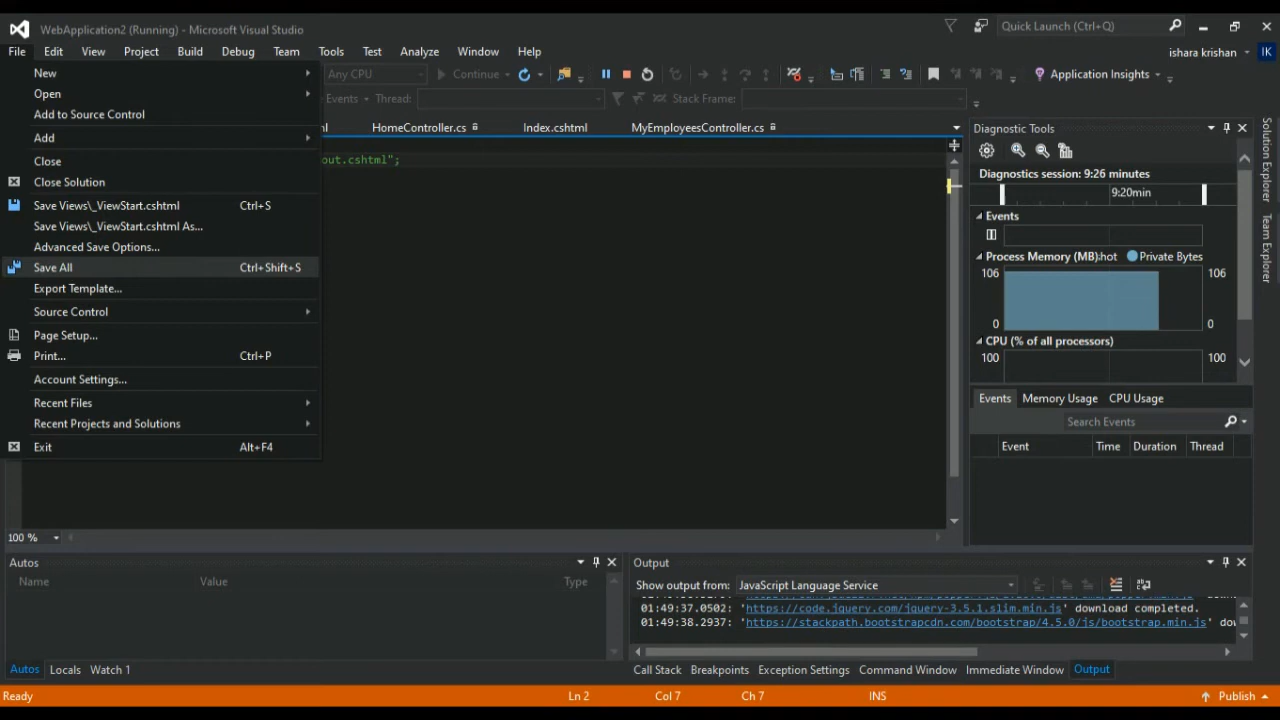 WebApplication2 (Running) - Microsoft Visual Studio
Quick Launch (Ctrl+Q)
File Edit View Project Build Debug Team Tools Test Analyze Window Help
ishara krishan IK
Any CPU Continue Application Insights
Events Thread: Stack Frame:
HomeController.cs Index.cshtml MyEmployeesController.cs
out.cshtml";
New
Open
Add to Source Control
Add
Close
Close Solution
Save Views\_ViewStart.cshtml Ctrl+S
Save Views\_ViewStart.cshtml As...
Advanced Save Options...
Save All Ctrl+Shift+S
Export Template...
Source Control
Page Setup...
Print... Ctrl+P
Account Settings...
Recent Files
Recent Projects and Solutions
Exit Alt+F4
Diagnostic Tools
Diagnostics session: 9:26 minutes
9:20min
Events
Process Memory (MB) hot Private Bytes
106 106
0 0
CPU (% of all processors)
100 100
Events Memory Usage CPU Usage
Search Events
Event Time Duration Thread
Solution Explorer
Team Explorer
100 %
Autos
Name Value Type
Autos Locals Watch 1
Output
Show output from: JavaScript Language Service
01:49:37.0502: 'https://code.jquery.com/jquery-3.5.1.slim.min.js' download completed.
01:49:38.2937: 'https://stackpath.bootstrapcdn.com/bootstrap/4.5.0/js/bootstrap.min.js' dow
Call Stack Breakpoints Exception Settings Command Window Immediate Window Output
Ready Ln 2 Col 7 Ch 7 INS Publish